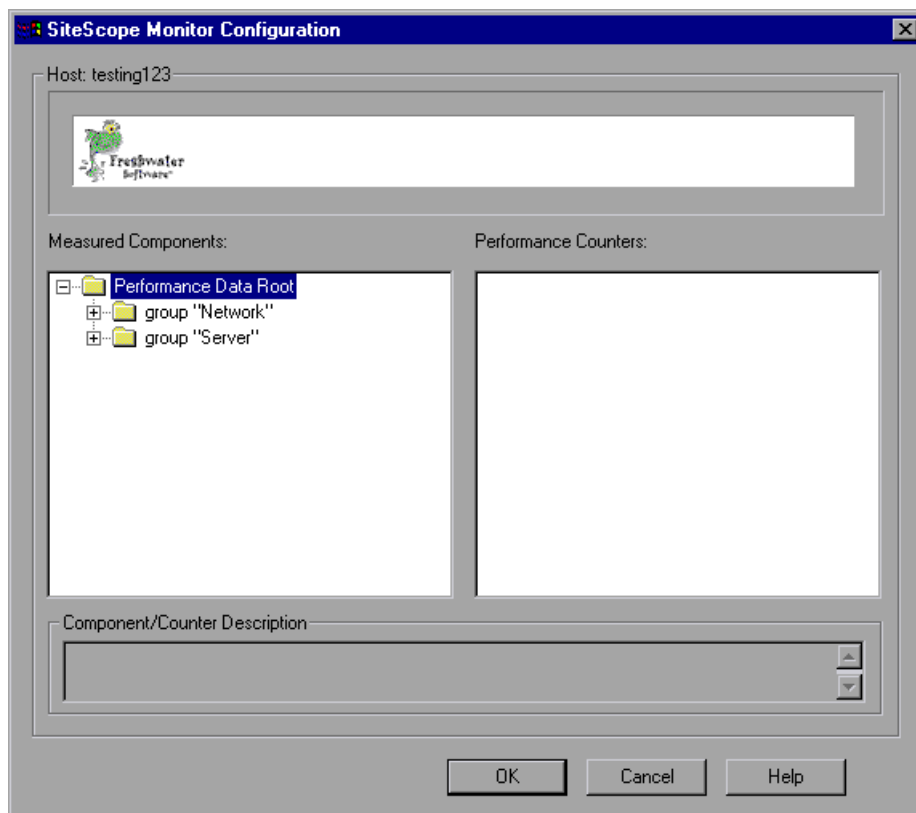 SiteScope Monitor Configuration
Host: testing123
Freshwater
Software
Measured Components:
Performance Counters:
Performance Data Root
group "Network"
group "Server"
Component/Counter Description
OK
Cancel
Help